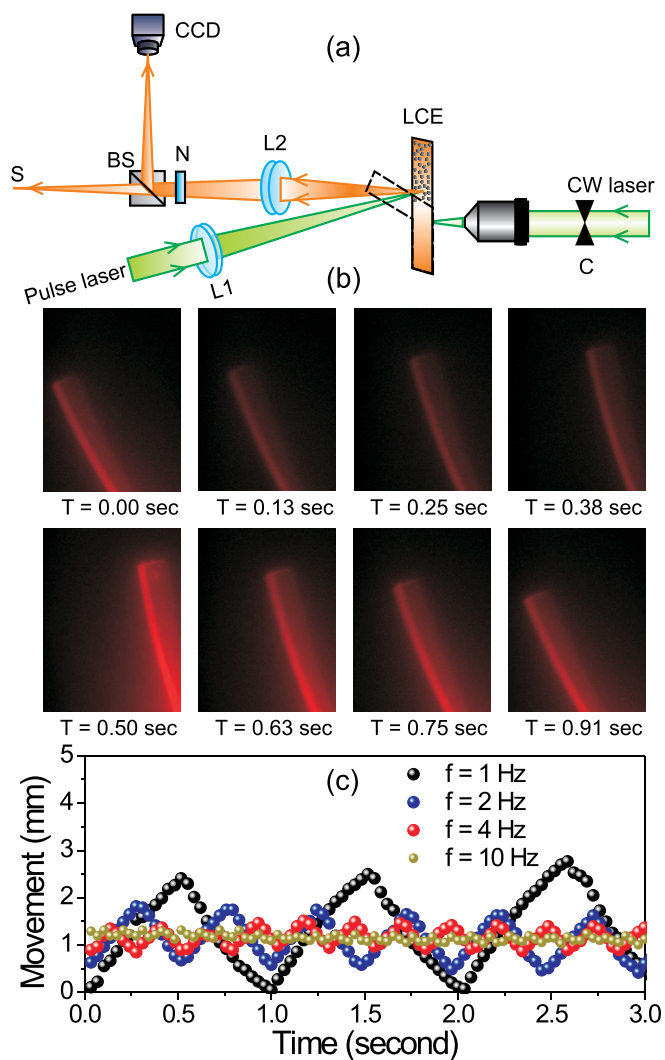 (a)
CCD
LCE
L2
BS
N
S
CW laser
Pulse laser
L1
C
(b)
T = 0.00 sec
T = 0.13 sec
T = 0.25 sec
T = 0.38 sec
T = 0.50 sec
T = 0.63 sec
T = 0.75 sec
T = 0.91 sec
(c)
f = 1 Hz
f = 2 Hz
f = 4 Hz
f = 10 Hz
Movement (mm)
5
4
3
2
1
0
0.0 0.5 1.0 1.5 2.0 2.5 3.0
Time (second)